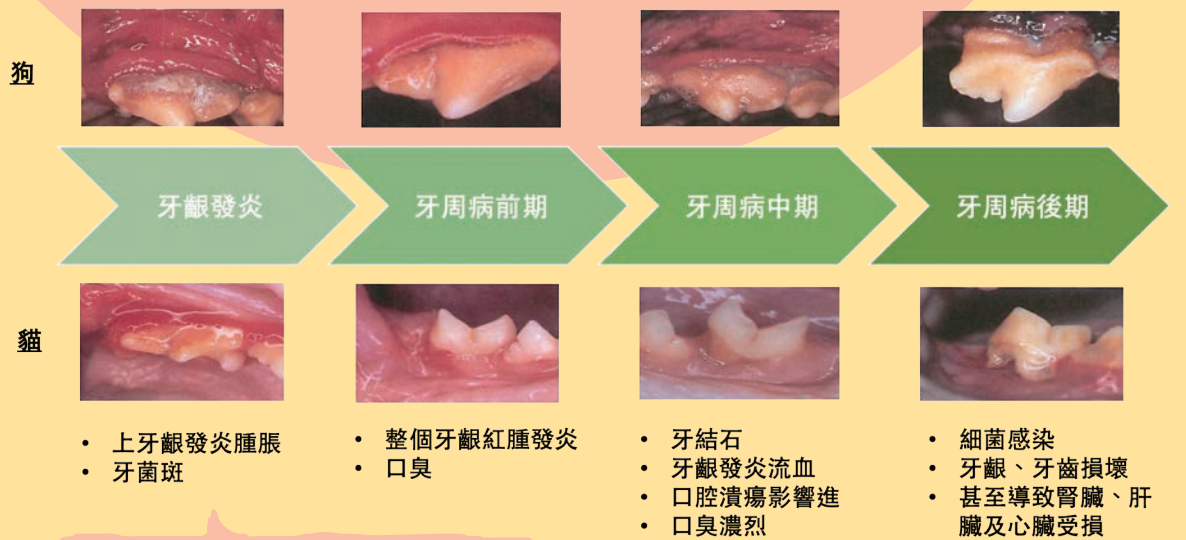 狗
牙齦發炎
牙周病前期
牙周病中期
牙周病後期
貓
• 上牙齦發炎腫脹
• 牙菌斑
• 整個牙齦紅腫發炎
• 口臭
• 牙結石
• 牙齦發炎流血
• 口腔潰瘍影響進
• 口臭濃烈
• 細菌感染
• 牙齦、牙齒損壞
• 甚至導致腎臟、肝
臟及心臟受損